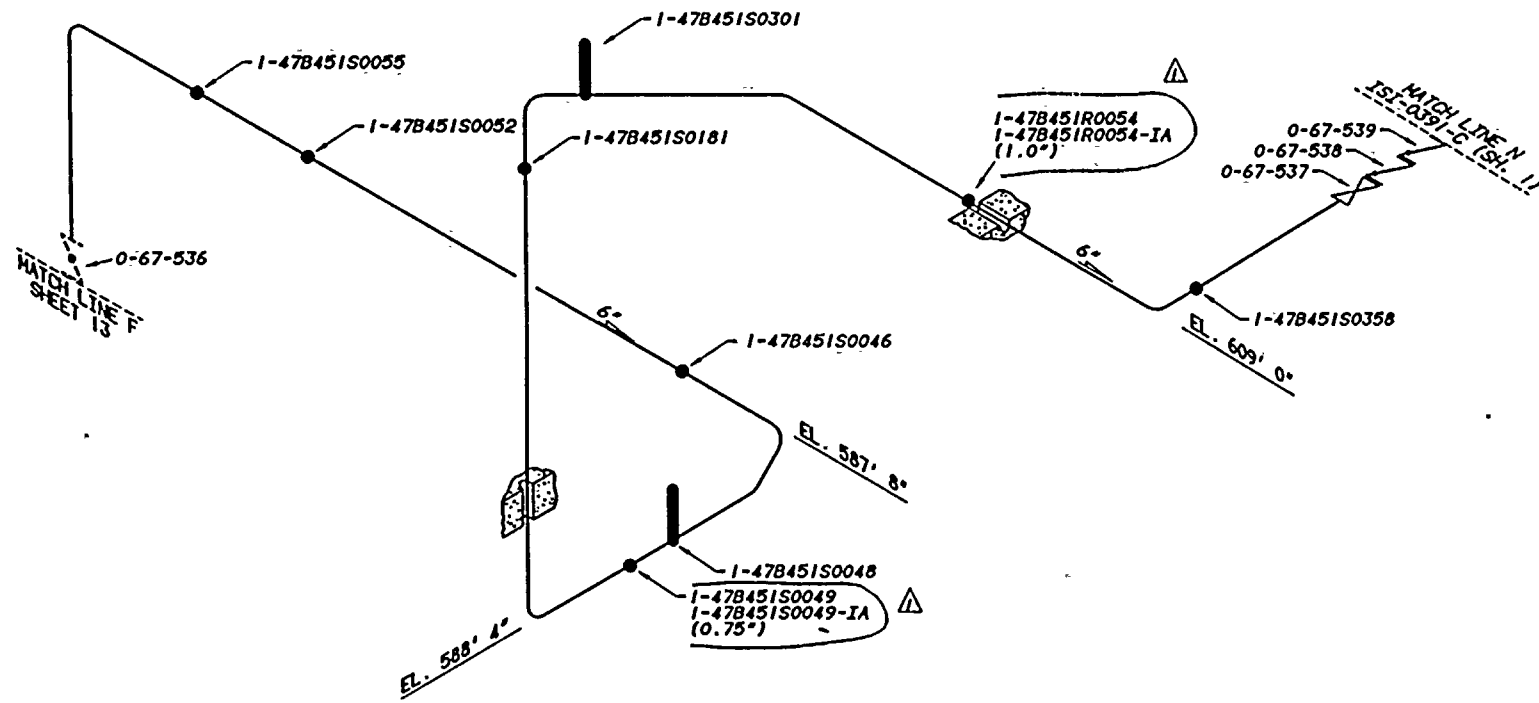 1-47B451S0301
1-47B451S0055
1-47B451S0052
1-47B451S0181
1-47B451R0054
1-47B451R0054-IA
(1.0")
1
MATCH LINE N
ISI-0391-C (SH. 1)
0-67-539
0-67-538
0-67-537
0-67-536
MATCH LINE F
SHEET 13
6"
6"
1-47B451S0358
EL. 609' 0"
1-47B451S0046
EL. 587' 8"
1-47B451S0048
1-47B451S0049
1-47B451S0049-IA
(0.75")
1
EL. 588' 4"